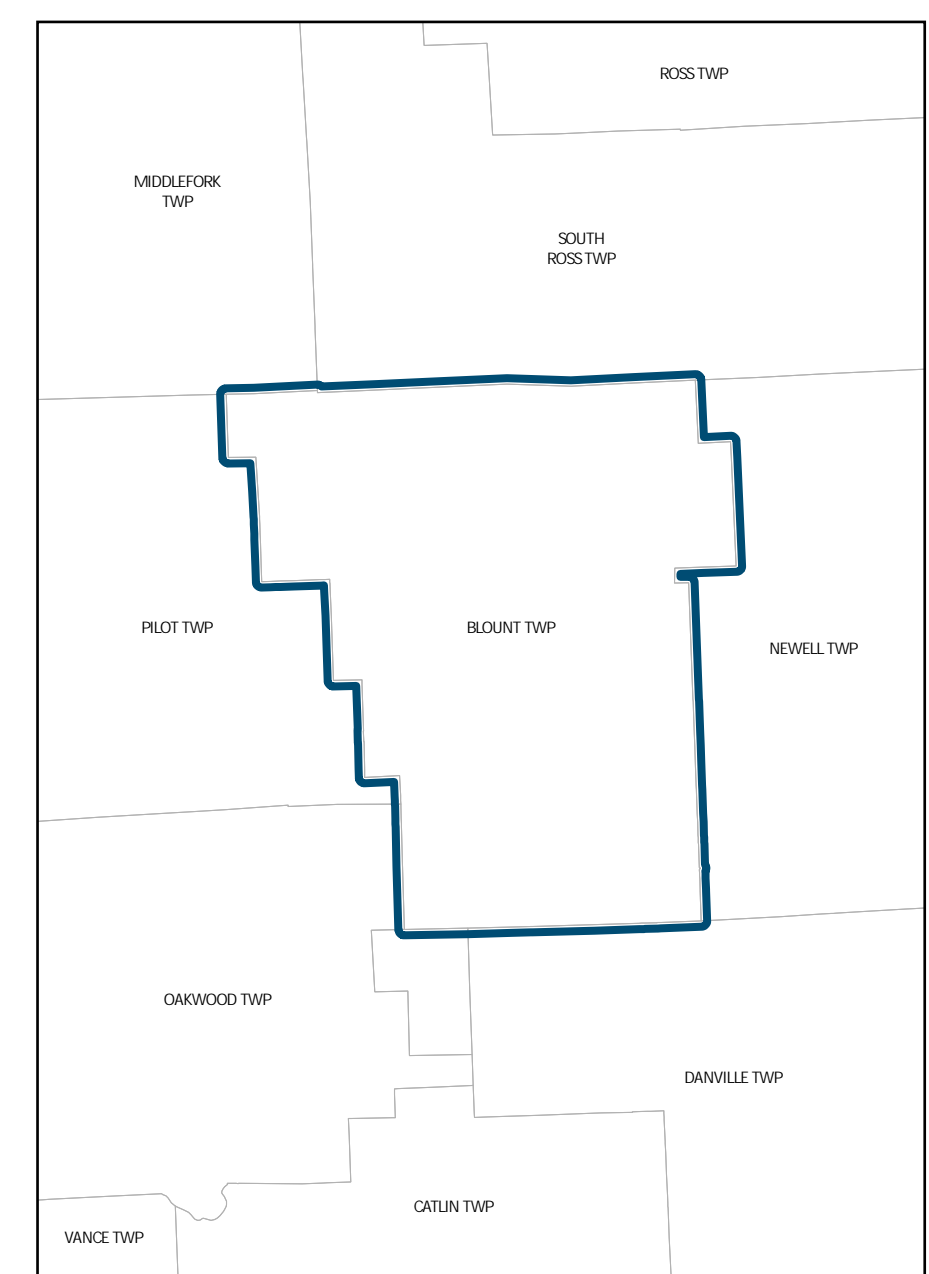 ROSS TWP
MIDDLEFORK
TWP
SOUTH
ROSS TWP
PILOT TWP
BLOUNT TWP
NEWELL TWP
OAKWOOD TWP
DANVILLE TWP
CATLIN TWP
VANCE TWP